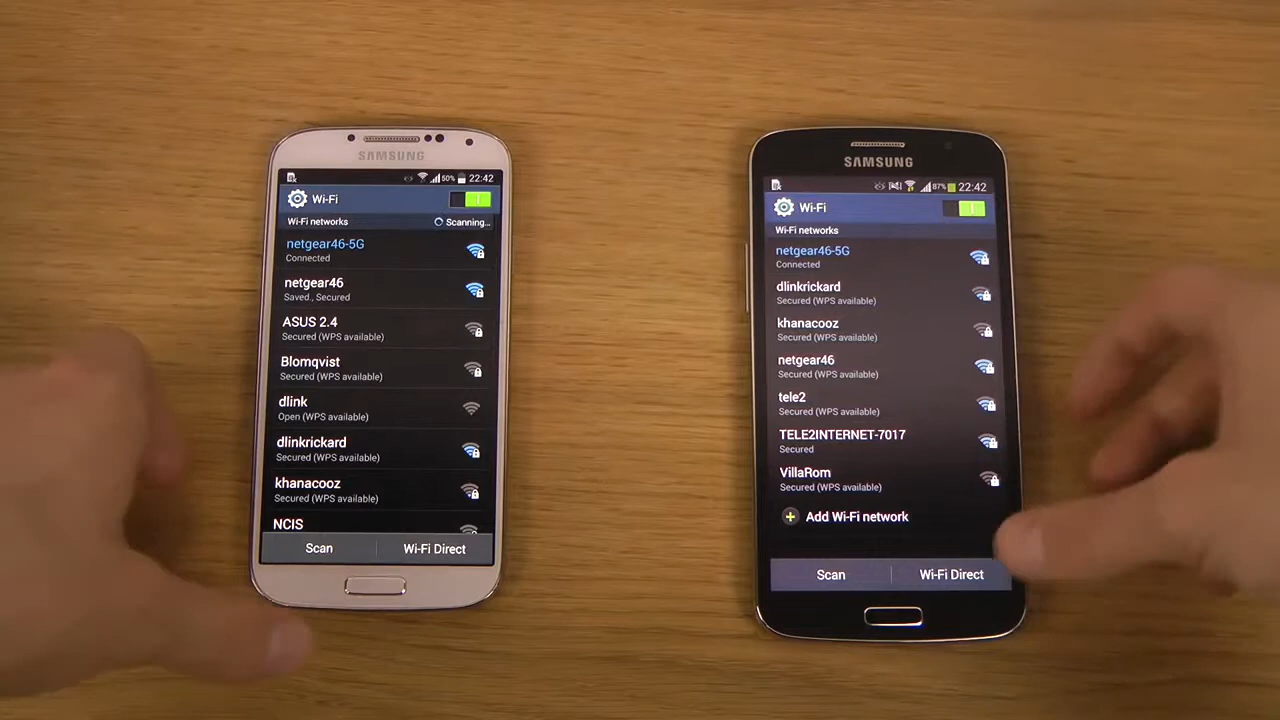 SAMSUNG
50% 22:42
Wi-Fi
Wi-Fi networks Scanning...
netgear46-5G
Connected
netgear46
Saved , Secured
ASUS 2.4
Secured (WPS available)
Blomqvist
Secured (WPS available)
dlink
Open (WPS available)
dlinkrickard
Secured (WPS available)
khanacooz
Secured (WPS available)
NCIS
Scan Wi-Fi Direct
SAMSUNG
87% 22:42
Wi-Fi
Wi-Fi networks
netgear46-5G
Connected
dlinkrickard
Secured (WPS available)
khanacooz
Secured (WPS available)
netgear46
Secured (WPS available)
tele2
Secured (WPS available)
TELE2INTERNET-7017
Secured
VillaRom
Secured (WPS available)
Add Wi-Fi network
Scan Wi-Fi Direct